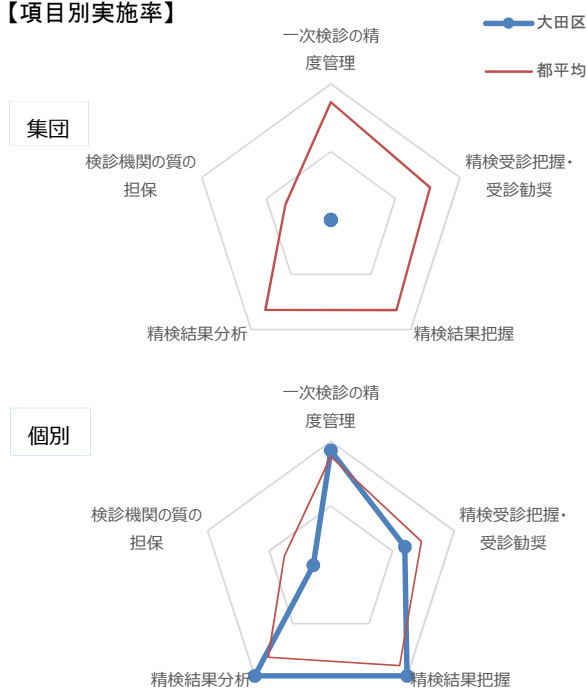 【項目別実施率】
大田区
都平均
集団
一次検診の精
度管理
精検受診把握・
受診勧奨
精検結果把握
精検結果分析
検診機関の質の
担保
個別
一次検診の精
度管理
精検受診把握・
受診勧奨
精検結果把握
精検結果分析
検診機関の質の
担保